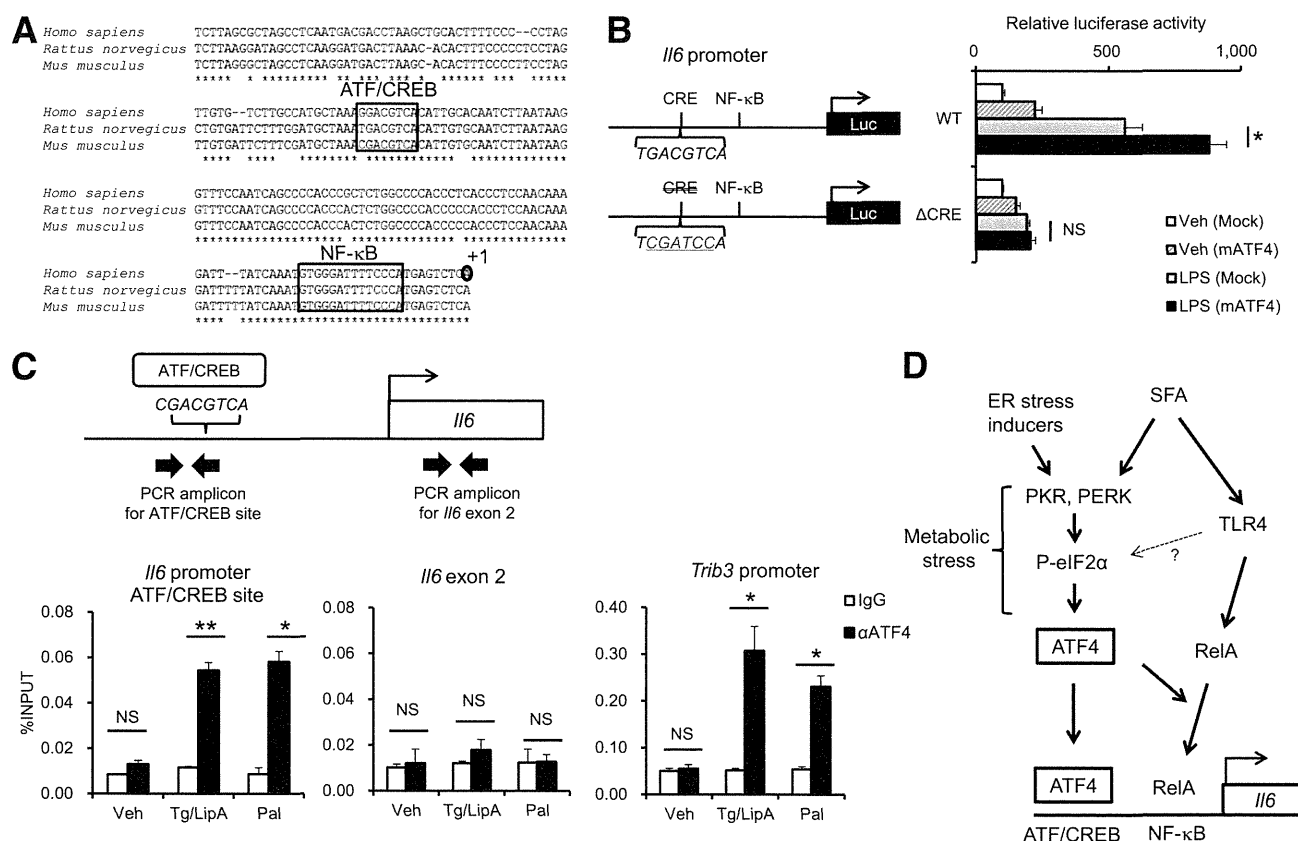 A
Homo sapiens TCTTAGCGCTAGCCTCAATGACGACCTAAGCTGCACTTTTCCC--CCTAG
Rattus norvegicus TCTTAAGGATAGCCTCAAGGATGACTTAAAC-ACACTTTCCCCCTCCTAG
Mus musculus TCTTAGGGCTAGCCTCAAGGATGACTTAAGC-ACACTTTCCCCTTCCTAG
ATF/CREB
Homo sapiens TTGTG--TCTTGCCATGCTAAAGGACGTCACATTGCACAATCTTAATAAG
Rattus norvegicus CTGTGATTCTTTGGATGCTAAATGACGTCACATTGTGCAATCTTAATAAG
Mus musculus TTGTGATTCTTTCGATGCTAAACGACGTCACATTGTGCAATCTTAATAAG
Homo sapiens GTTTCCAATCAGCCCCACCCGCTCTGGCCCCACCCTCACCCTCCAACAAA
Rattus norvegicus GTTTCCAATCAGCCCCACCCACTCTGGCCCCACCCCCACCCTCCAACAAA
Mus musculus GTTTCCAATCAGCCCCACCCACTCTGGCCCCACCCCCACCCTCCAACAAA
NF-κB +1
Homo sapiens GATT--TATCAAATGTGGGATTTTCCCATGAGTCTCA
Rattus norvegicus GATTTTTATCAAATGTGGGATTTTCCCATGAGTCTCA
Mus musculus GATTTTTATCAAATGTGGGATTTTCCCATGAGTCTCA
B
Relative luciferase activity
0 500 1,000
Il6 promoter
CRE NF-κB
Luc
TGACGTCA
WT
*
CRE NF-κB
Luc
TCGATCCA
ΔCRE
NS
Veh (Mock)
Veh (mATF4)
LPS (Mock)
LPS (mATF4)
C
ATF/CREB
CGACGTCA
Il6
PCR amplicon
for ATF/CREB site
PCR amplicon
for Il6 exon 2
Il6 promoter
ATF/CREB site
%INPUT
0.08
0.06
0.04
0.02
0.00
NS
**
*
Veh Tg/LipA Pal
Il6 exon 2
0.08
0.06
0.04
0.02
0.00
NS
NS
NS
Veh Tg/LipA Pal
Trib3 promoter
0.40
0.30
0.20
0.10
0.00
NS
*
*
Veh Tg/LipA Pal
IgG
αATF4
D
ER stress
inducers
SFA
PKR, PERK
TLR4
Metabolic
stress
?
P-eIF2α
ATF4
RelA
ATF4 RelA
Il6
ATF/CREB NF-κB